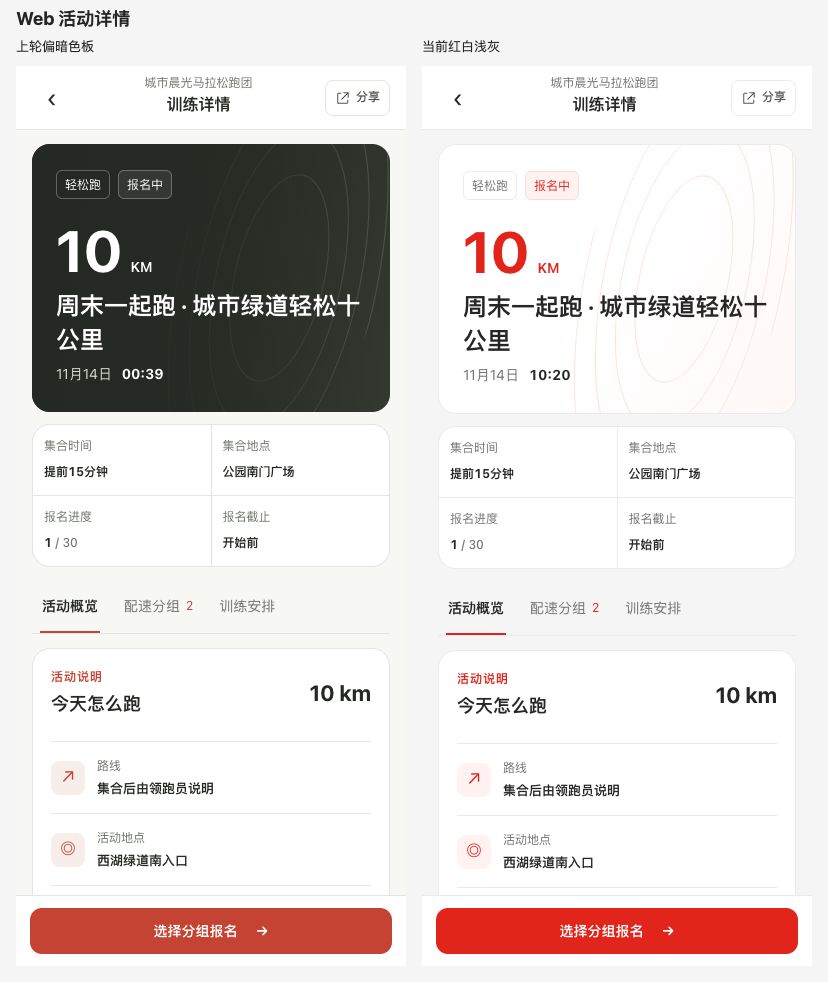 Web 活动详情
上轮偏暗色板
城市晨光马拉松跑团
训练详情
分享
轻松跑
报名中
10 KM
周末一起跑 · 城市绿道轻松十
公里
11月14日 00:39
集合时间
提前15分钟
集合地点
公园南门广场
报名进度
1 / 30
报名截止
开始前
活动概览
配速分组 2
训练安排
活动说明
今天怎么跑
10 km
路线
集合后由领跑员说明
活动地点
西湖绿道南入口
选择分组报名 →
当前红白浅灰
城市晨光马拉松跑团
训练详情
分享
轻松跑
报名中
10 KM
周末一起跑 · 城市绿道轻松十
公里
11月14日 10:20
集合时间
提前15分钟
集合地点
公园南门广场
报名进度
1 / 30
报名截止
开始前
活动概览
配速分组 2
训练安排
活动说明
今天怎么跑
10 km
路线
集合后由领跑员说明
活动地点
西湖绿道南入口
选择分组报名 →